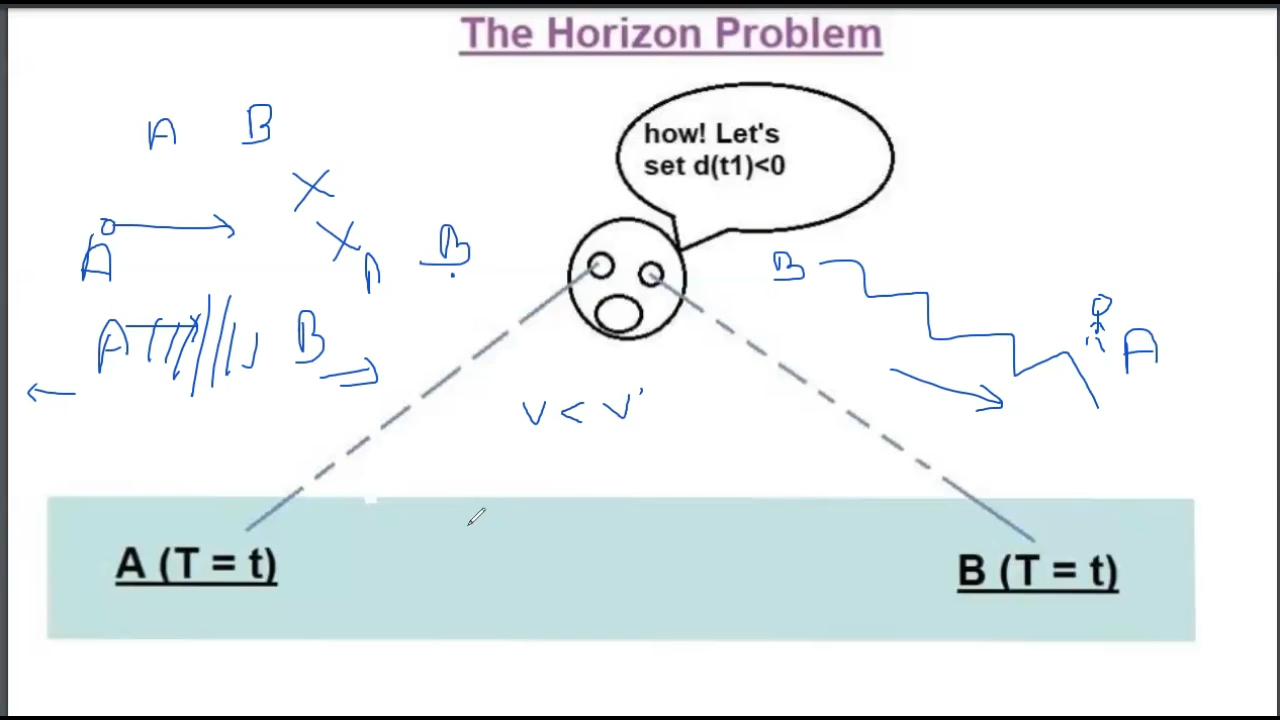 The Horizon Problem
how! Let's
set d(t1)<0
A B
A
A B
B
A
A B
V < V'
A (T = t)
B (T = t)